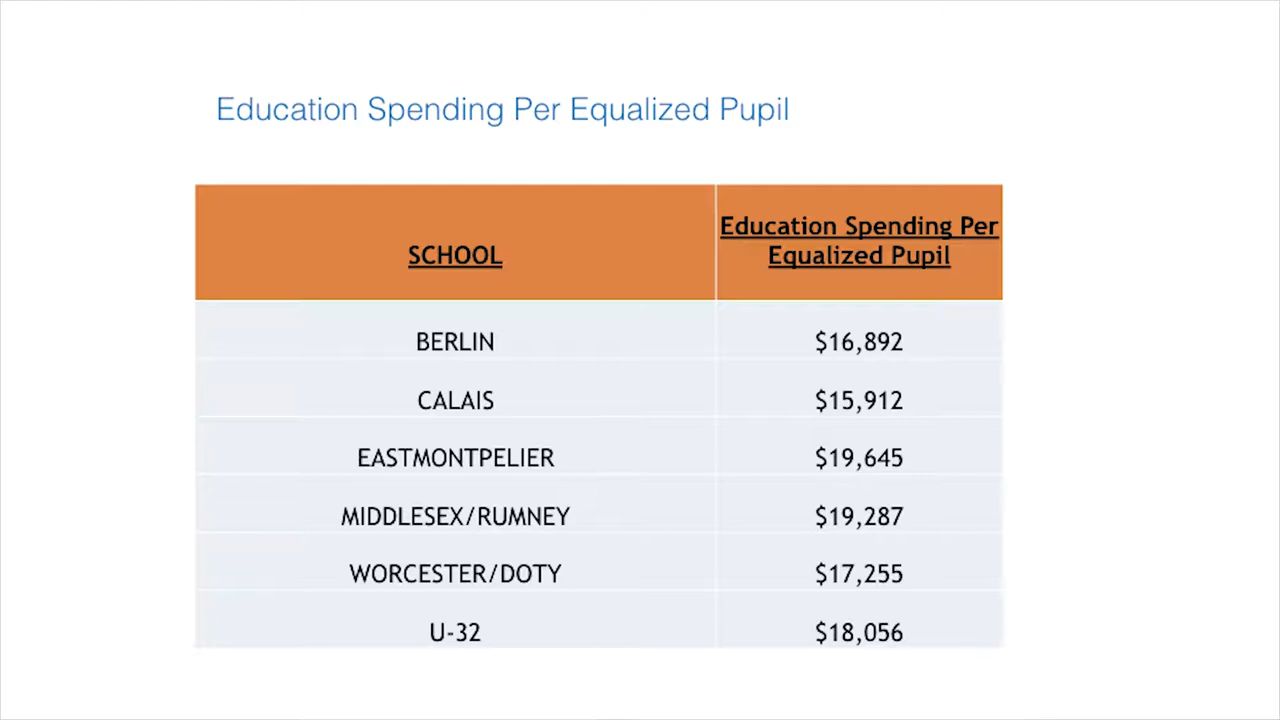 Education Spending Per Equalized Pupil
SCHOOL
Education Spending Per
Equalized Pupil
BERLIN
$16,892
CALAIS
$15,912
EASTMONTPELIER
$19,645
MIDDLESEX/RUMNEY
$19,287
WORCESTER/DOTY
$17,255
U-32
$18,056